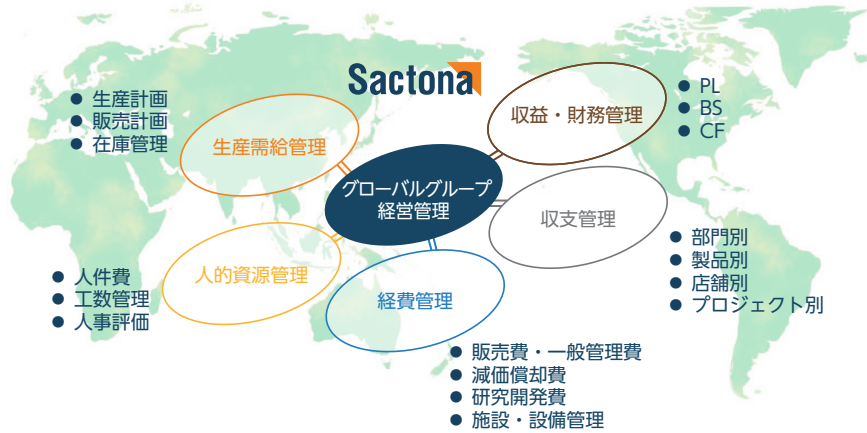 Sactona
● 生産計画
● 販売計画
● 在庫管理
生産需給管理
収益・財務管理
● PL
● BS
● CF
グローバルグループ
経営管理
収支管理
● 部門別
● 製品別
● 店舗別
● プロジェクト別
人的資源管理
● 人件費
● 工数管理
● 人事評価
経費管理
● 販売費・一般管理費
● 減価償却費
● 研究開発費
● 施設・設備管理